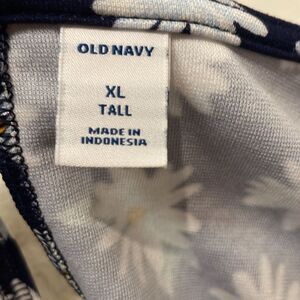 OLD NAVY
XL
TALL
MADE IN
INDONESIA